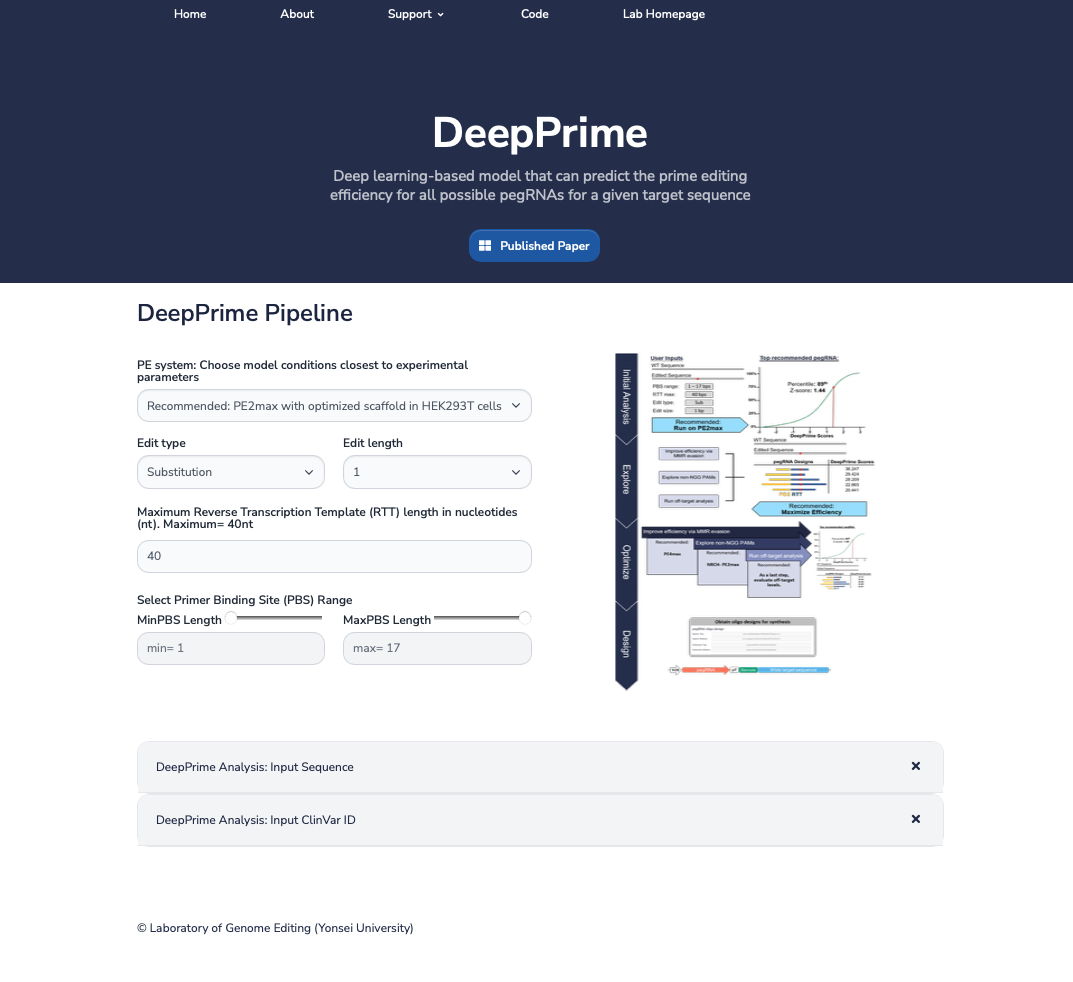 Home
About
Support
Code
Lab Homepage
DeepPrime
Deep learning-based model that can predict the prime editing
efficiency for all possible pegRNAs for a given target sequence
Published Paper
DeepPrime Pipeline
PE system: Choose model conditions closest to experimental
parameters
Recommended: PE2max with optimized scaffold in HEK293T cells
Edit type
Edit length
Substitution
1
Maximum Reverse Transcription Template (RTT) length in nucleotides
(nt). Maximum= 40nt
40
Select Primer Binding Site (PBS) Range
MinPBS Length
MaxPBS Length
min= 1
max= 17
Initial Analysis
User Inputs
WT Sequence
Edited Sequence
PBS range: 1 ~ 17 bps
RTT max: 40 bps
Edit type: Sub
Edit size: 1 bp
Recommended:
Run on PE2max
Top recommended pegRNA:
Percentile: 89th
Z-score: 1.44
DeepPrime Scores
Explore
Improve efficiency via
MMR evasion
Explore non-NGG PAMs
Run off-target analysis
WT Sequence
Edited Sequence
pegRNA Designs
DeepPrime Scores
PBS RTT
Recommended:
Maximize Efficiency
Optimize
Improve efficiency via MMR evasion
Recommended:
PE4max
Explore non-NGG PAMs
Recommended:
NRCH -PE2max
Run off-target analysis
Recommended:
As a last step,
evaluate off-target
levels.
Design
Obtain oligo designs for synthesis
pegRNA
Wide target sequence
DeepPrime Analysis: Input Sequence
DeepPrime Analysis: Input ClinVar ID
© Laboratory of Genome Editing (Yonsei University)